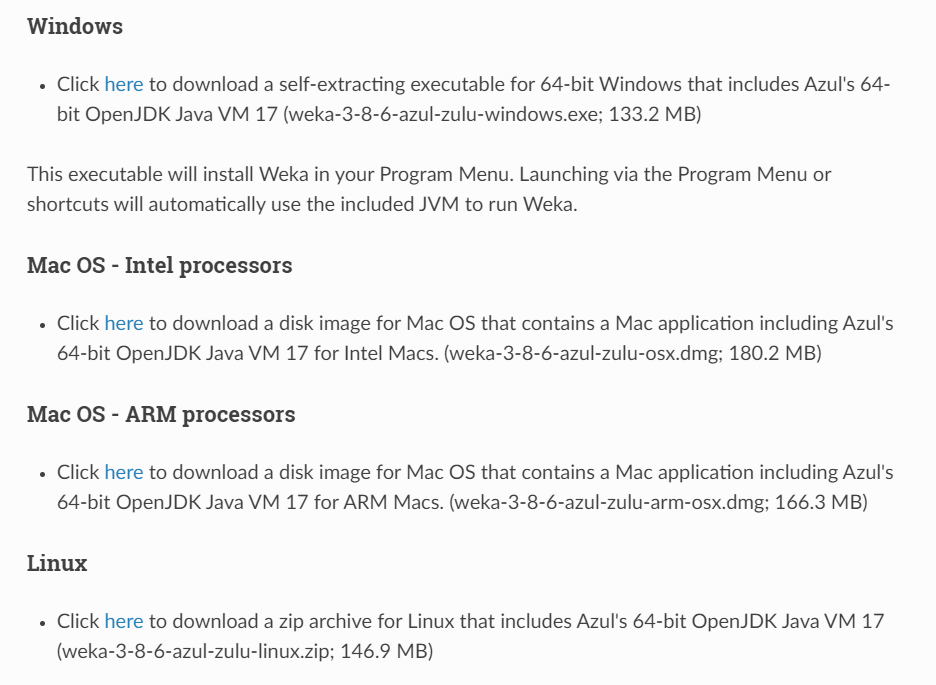 Windows
• Click here to download a self-extracting executable for 64-bit Windows that includes Azul's 64-
bit OpenJDK Java VM 17 (weka-3-8-6-azul-zulu-windows.exe; 133.2 MB)
This executable will install Weka in your Program Menu. Launching via the Program Menu or
shortcuts will automatically use the included JVM to run Weka.
Mac OS - Intel processors
• Click here to download a disk image for Mac OS that contains a Mac application including Azul's
64-bit OpenJDK Java VM 17 for Intel Macs. (weka-3-8-6-azul-zulu-osx.dmg; 180.2 MB)
Mac OS - ARM processors
• Click here to download a disk image for Mac OS that contains a Mac application including Azul's
64-bit OpenJDK Java VM 17 for ARM Macs. (weka-3-8-6-azul-zulu-arm-osx.dmg; 166.3 MB)
Linux
• Click here to download a zip archive for Linux that includes Azul's 64-bit OpenJDK Java VM 17
(weka-3-8-6-azul-zulu-linux.zip; 146.9 MB)